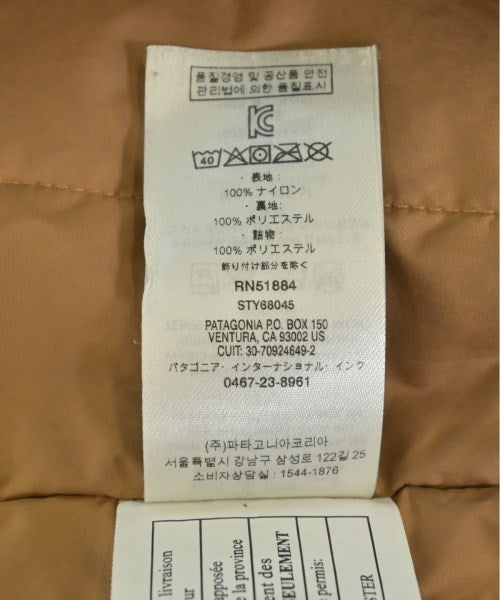 품질경영 및 공산품 안전
관리법에 의한 품질표시
40
・表地:
100% ナイロン
・裏地:
100% ポリエステル
・詰物:
100% ポリエステル
飾り付け部分を除く
RN51884
STY68045
PATAGONIA P.O. BOX 150
VENTURA, CA 93002 US
CUIT: 30-70924649-2
パタゴニア・インターナショナル・インク
0467-23-8961
(주)파타고니아코리아
서울특별시 강남구 삼성로 122길 25
소비자상담실 : 1544-1876
livraison
apposée
e la province
ent des
SEULEMENT
permis:
STER